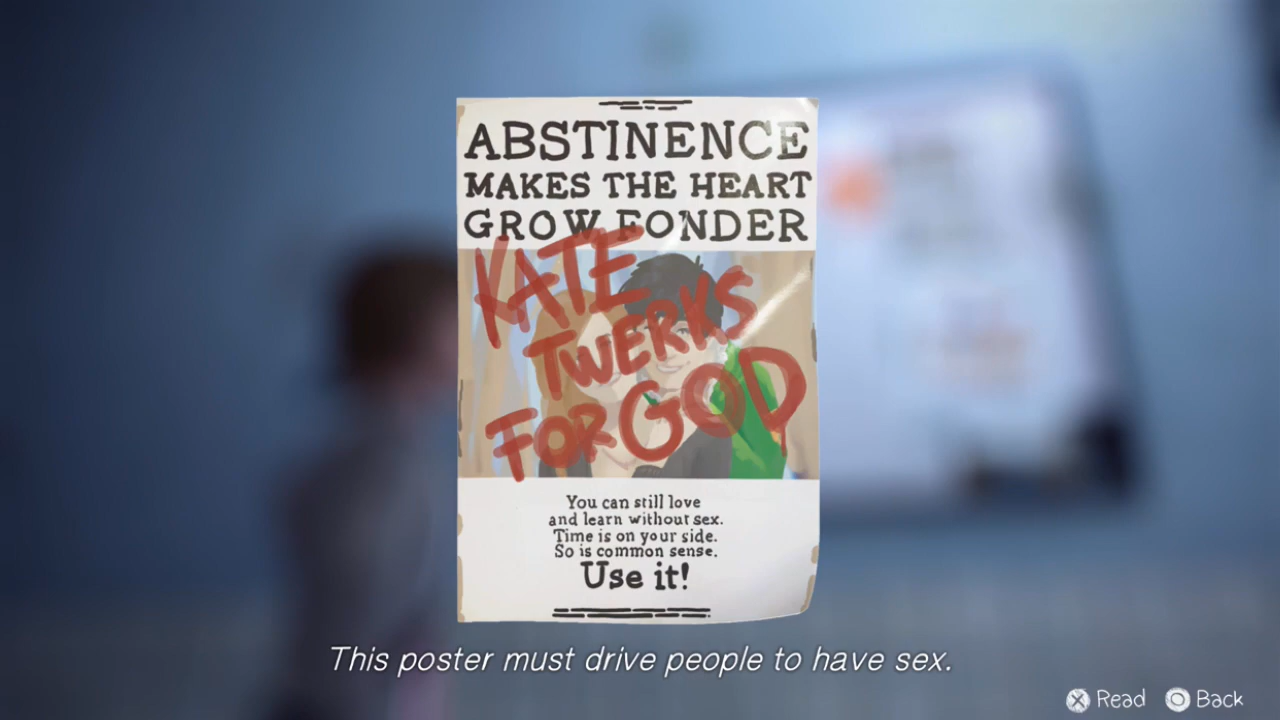 ABSTINENCE
MAKES THE HEART
GROW FONDER
KATE
TWERKS
FOR GOD
You can still love
and learn without sex.
Time is on your side.
So is common sense.
Use it!
This poster must drive people to have sex.
Read Back